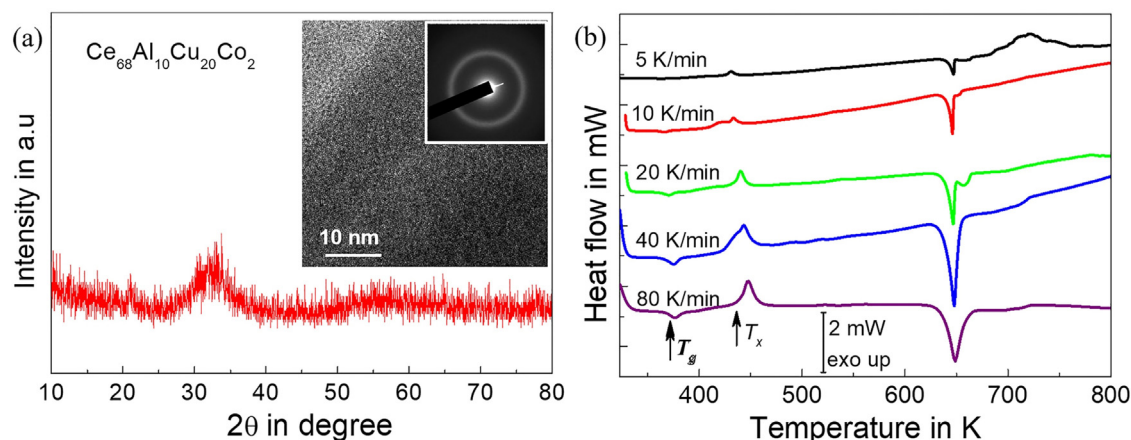 (a)
Ce68Al10Cu20Co2
Intensity in a.u
10 nm
10 20 30 40 50 60 70 80
2θ in degree
(b)
Heat flow in mW
5 K/min
10 K/min
20 K/min
40 K/min
80 K/min
Tg
Tx
2 mW
exo up
400 500 600 700 800
Temperature in K